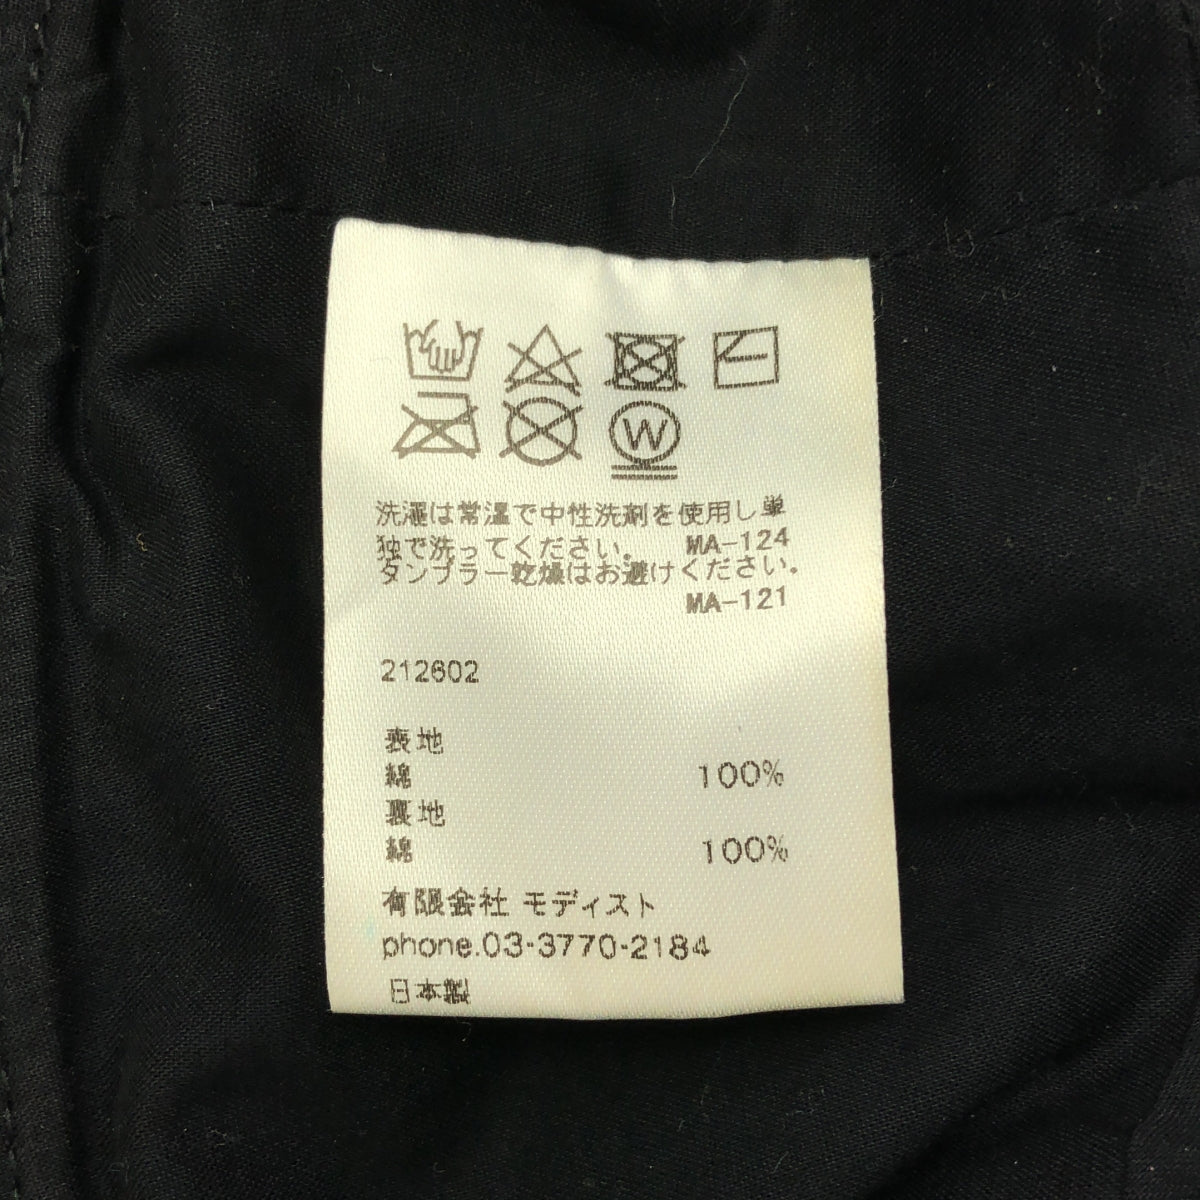 W
洗濯は常温で中性洗剤を使用し単
独で洗ってください。 MA-124
タンブラー乾燥はお避けください。
MA-121
212602
表地
綿 100%
裏地
綿 100%
有限会社 モディスト
phone.03-3770-2184
日本製